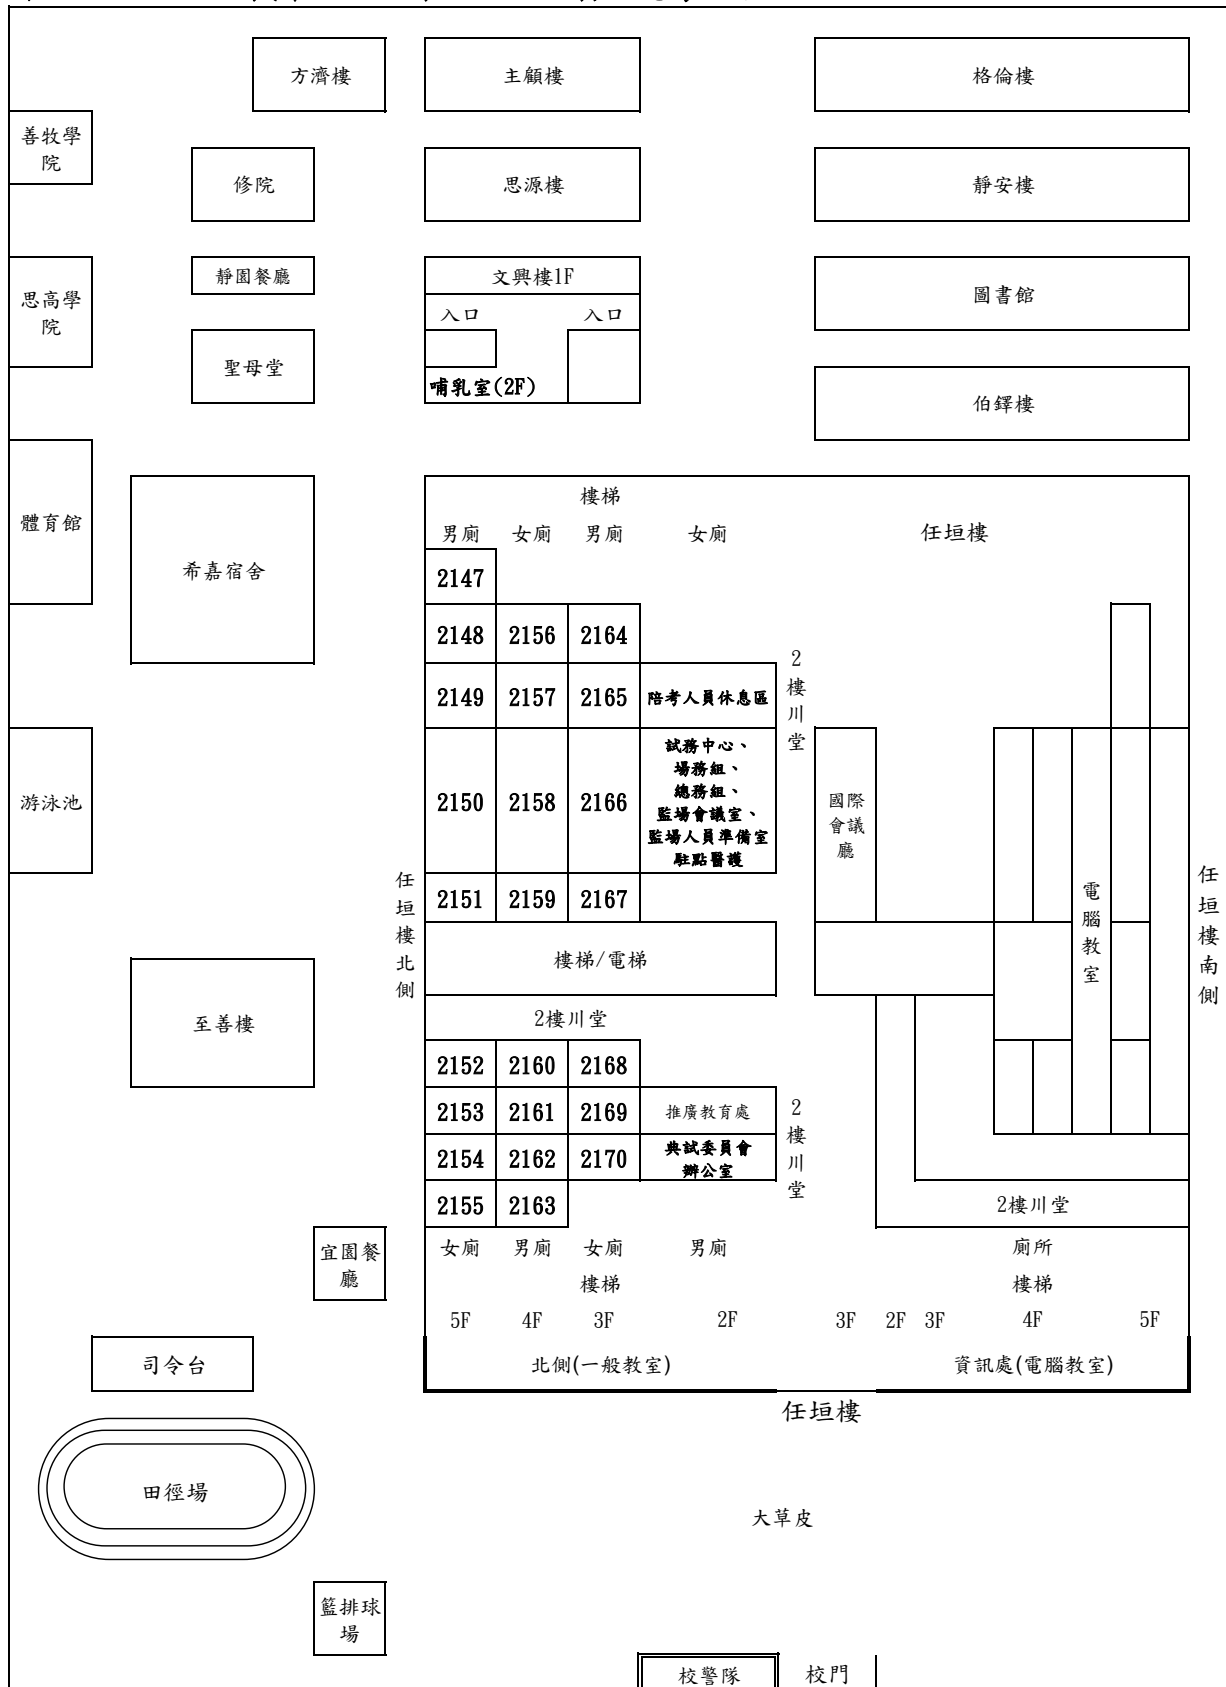 方濟樓
主顧樓
格倫樓
善牧學
院
修院
思源樓
靜安樓
思高學
院
靜園餐廳
文興樓1F
入口 入口
圖書館
聖母堂
哺乳室(2F)
伯鐸樓
體育館
希嘉宿舍
樓梯
男廁 女廁 男廁 女廁
任垣樓
2147
2148 2156 2164
2149 2157 2165 陪考人員休息區
2樓川堂
游泳池
2150 2158 2166
試務中心、
場務組、
總務組、
監場會議室、
監場人員準備室
駐點醫護
國際
會議
廳
2151 2159 2167
任垣樓北側
樓梯/電梯
電腦教室
任垣樓南側
至善樓
2樓川堂
2152 2160 2168
2153 2161 2169 推廣教育處
2154 2162 2170
典試委員會
辦公室
2樓川堂
2155 2163
2樓川堂
宜園餐
廳
女廁 男廁 女廁 男廁
廁所
樓梯
樓梯
5F 4F 3F 2F 3F 2F 3F 4F 5F
司令台
北側(一般教室)
資訊處(電腦教室)
任垣樓
田徑場
大草皮
籃排球
場
校警隊
校門